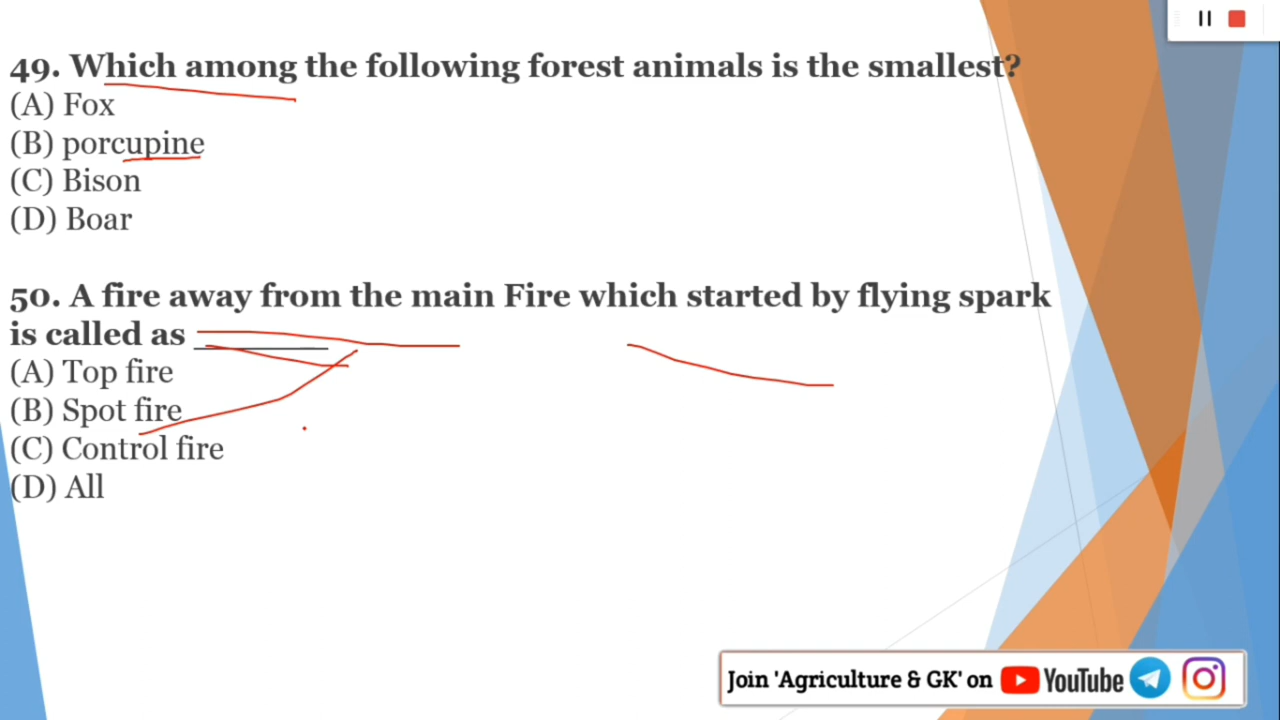 49. Which among the following forest animals is the smallest?
(A) Fox
(B) porcupine
(C) Bison
(D) Boar
50. A fire away from the main Fire which started by flying spark
is called as __________
(A) Top fire
(B) Spot fire
(C) Control fire
(D) All
Join 'Agriculture & GK' on YouTube